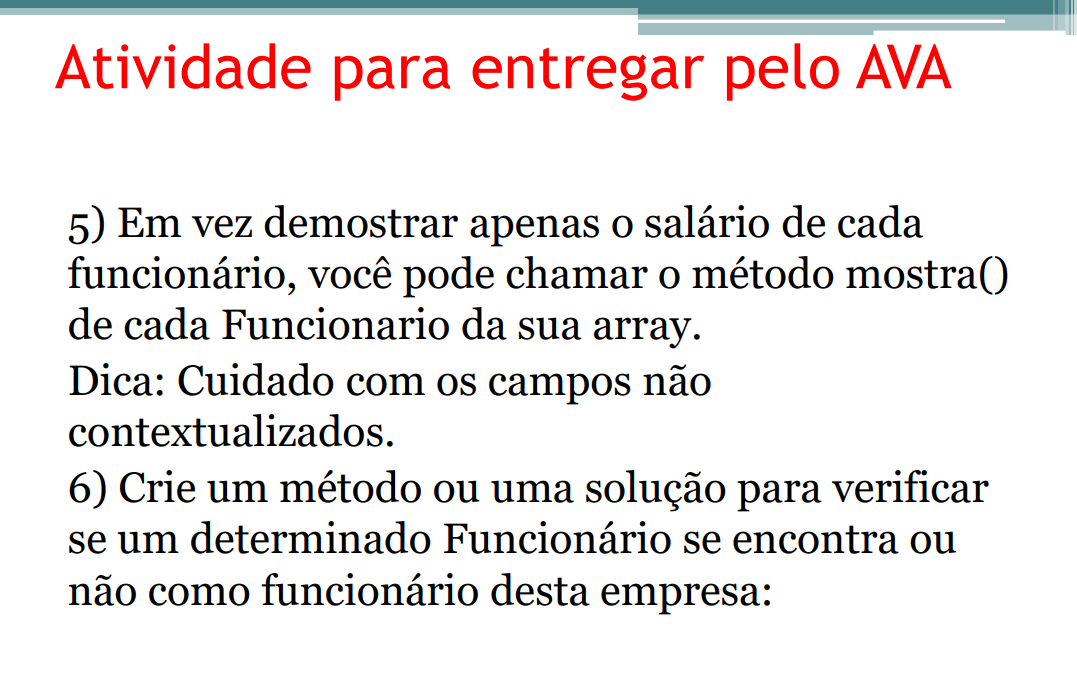 Atividade para entregar pelo AVA
5) Em vez demostrar apenas o salário de cada
funcionário, você pode chamar o método mostra()
de cada Funcionario da sua array.
Dica: Cuidado com os campos não
contextualizados.
6) Crie um método ou uma solução para verificar
se um determinado Funcionário se encontra ou
não como funcionário desta empresa: